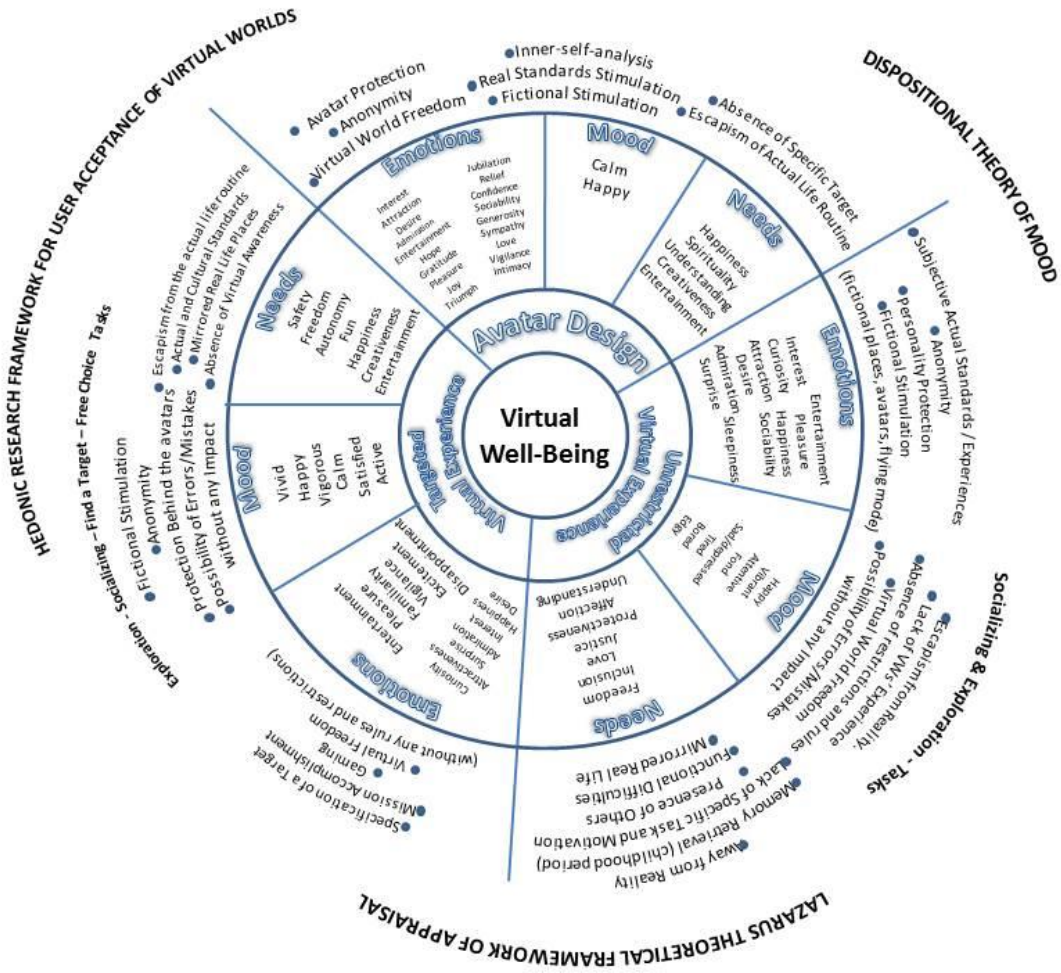 HEDONIC RESEARCH FRAMEWORK FOR USER ACCEPTANCE OF VIRTUAL WORLDS
DISPOSITIONAL THEORY OF MOOD
LAZARUS THEORETICAL FRAMEWORK OF APPRAISAL
Exploration - Socializing – Find a Target – Free Choice Tasks
Socializing & Exploration - Tasks
Virtual
Well-Being
Avatar Design
Avatar Protection
Anonymity
Virtual World Freedom
Inner-self-analysis
Real Standards Stimulation
Fictional Stimulation
Absence of Specific Target
Escapism of Actual Life Routine
Emotions
Interest
Attraction
Desire
Admiration
Entertainment
Hope
Gratitude
Pleasure
Joy
Triumph
Jubilation
Relief
Confidence
Sociability
Generosity
Sympathy
Love
Vigilance
Intimacy
Mood
Calm
Happy
Needs
Happiness
Spirituality
Understanding
Creativeness
Entertainment
Unrestricted
Virtual Experience
Subjective Actual Standards / Experiences
Anonymity
Personality Protection
Fictional Stimulation
(fictional places, avatars, flying mode)
Emotions
Interest
Curiosity
Attraction
Desire
Admiration
Surprise
Entertainment
Pleasure
Happiness
Sociability
Sleepiness
Mood
Happy
Vibrant
Attentive
Fond
Sad/depressed
Tired
Bored
Edgy
Escapism from Reality.
Lack of VWs' Experience.
Absence of restrictions and rules
Virtual World Freedom
Possibility of Errors/Mistakes
without any Impact
Needs
Freedom
Inclusion
Love
Justice
Protectiveness
Affection
Understanding
Away from Reality
Memory Retrieval (childhood period)
Lack of Specific Task and Motivation
Presence of Others
Functional Difficulties
Mirrored Real Life
Targeted
Virtual Experience
Emotions
Entertainment
Pleasure
Familiarity
Vigilance
Excitement
Disappointment
Curiosity
Attractiveness
Surprise
Admiration
Interest
Happiness
Desire
Specification of a Target
Mission Accomplishment
Gaming
Virtual Freedom
(without any rules and restrictions)
Mood
Vivid
Happy
Vigorous
Calm
Satisfied
Active
Fictional Stimulation
Anonymity
Protection Behind the avatars
Possibility of Errors/Mistakes
without any Impact
Needs
Safety
Freedom
Autonomy
Fun
Happiness
Creativeness
Entertainment
Escapism from the actual life routine
Actual and Cultural Standards
Mirrored Real Life Places
Absence of Virtual Awareness